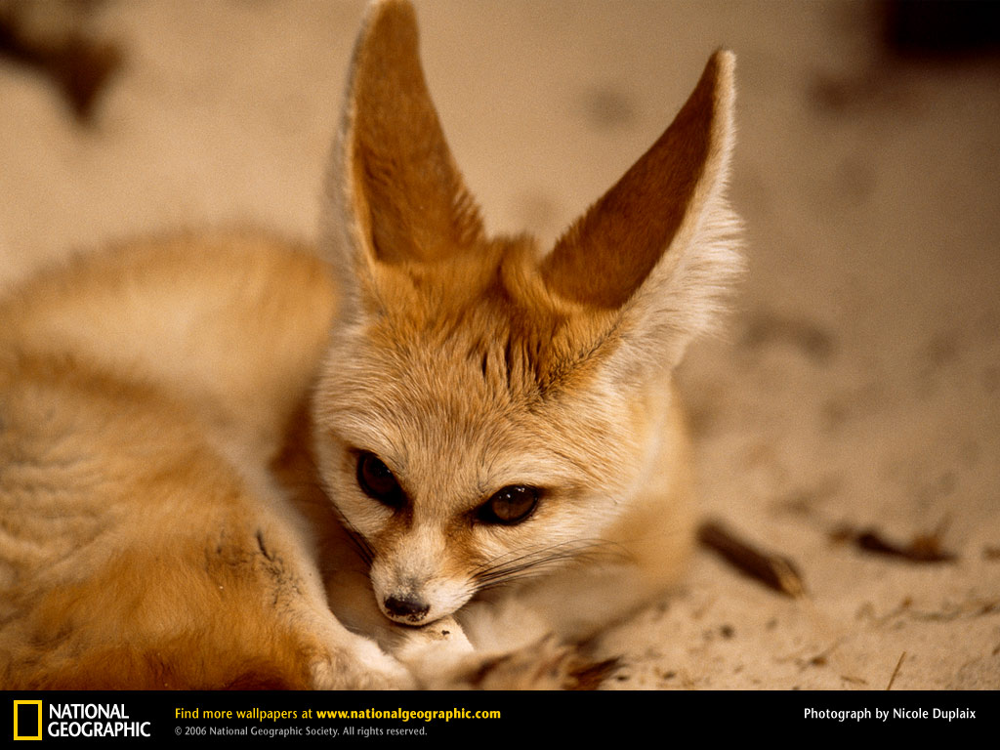 NATIONAL
GEOGRAPHIC
Find more wallpapers at www.nationalgeographic.com
© 2006 National Geographic Society. All rights reserved.
Photograph by Nicole Duplaix